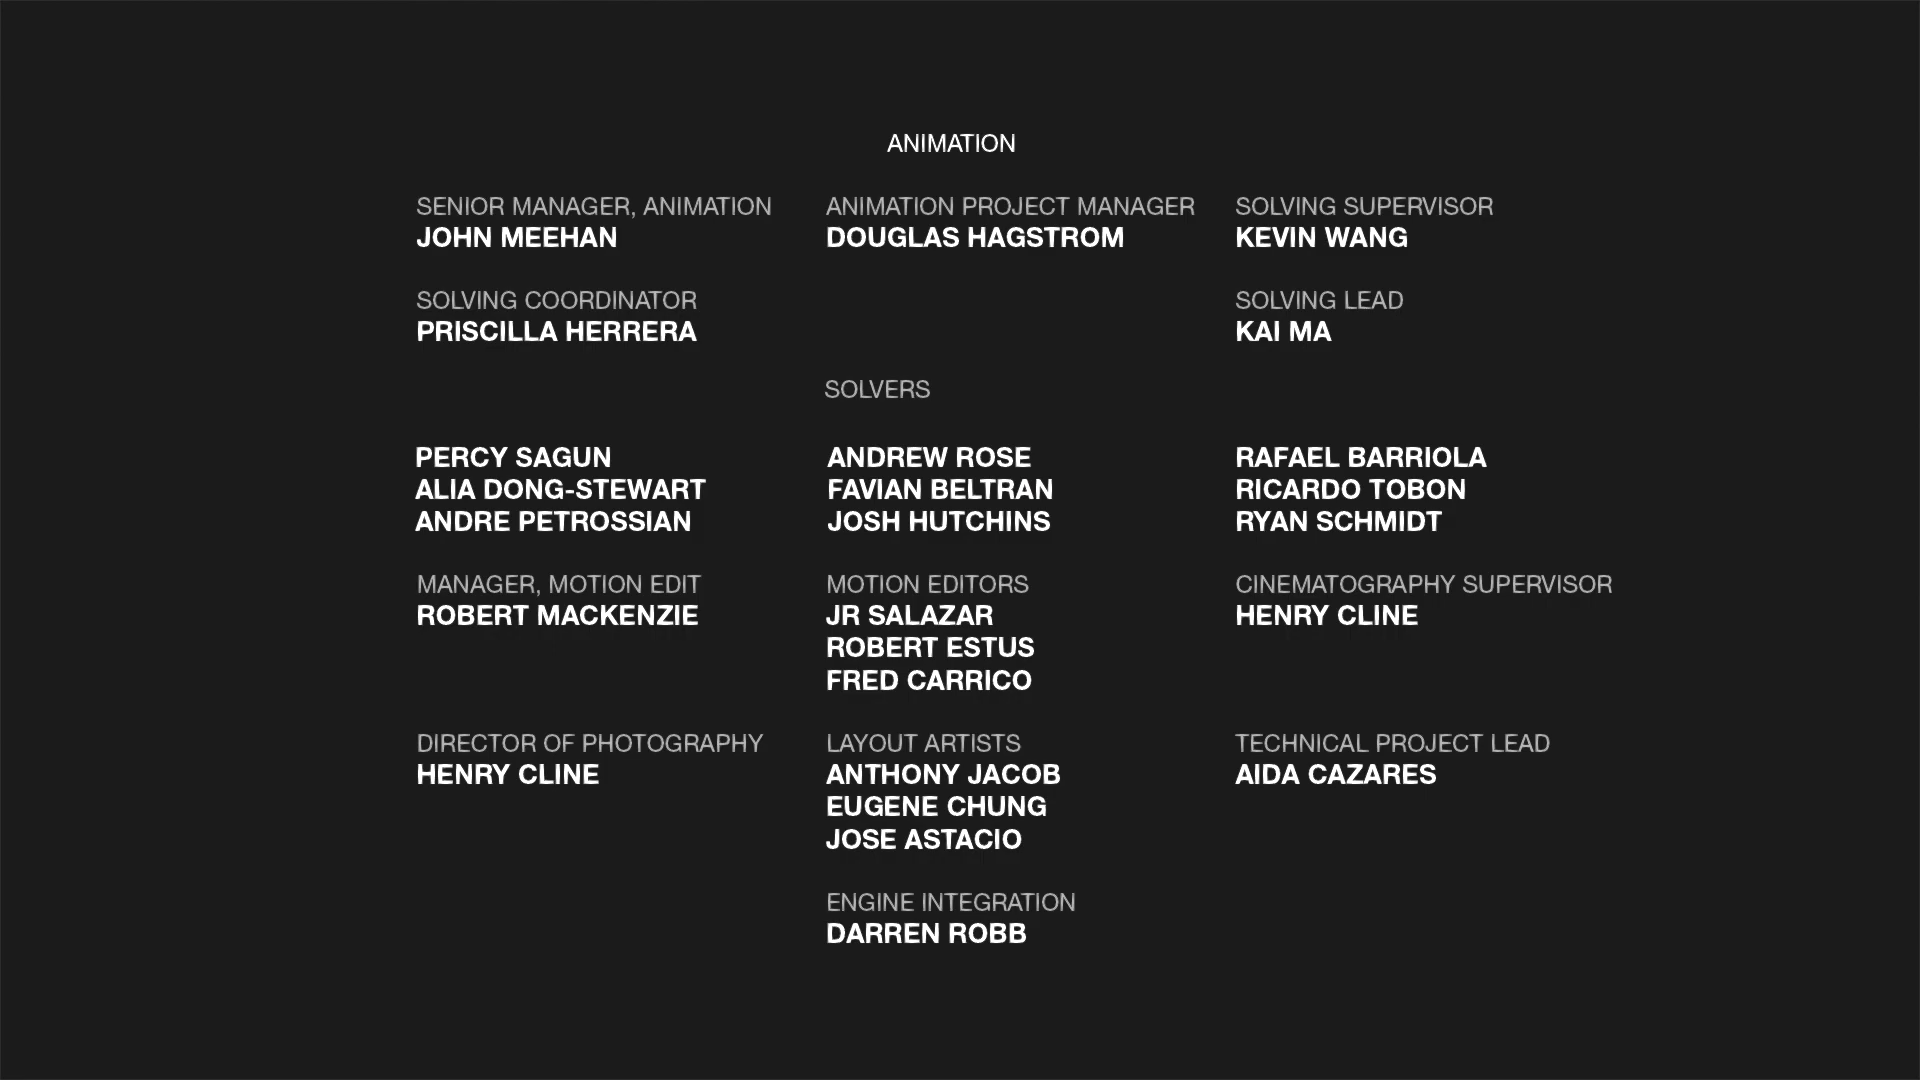 ANIMATION
SENIOR MANAGER, ANIMATION
JOHN MEEHAN
ANIMATION PROJECT MANAGER
DOUGLAS HAGSTROM
SOLVING SUPERVISOR
KEVIN WANG
SOLVING COORDINATOR
PRISCILLA HERRERA
SOLVING LEAD
KAI MA
SOLVERS
PERCY SAGUN
ALIA DONG-STEWART
ANDRE PETROSSIAN
ANDREW ROSE
FAVIAN BELTRAN
JOSH HUTCHINS
RAFAEL BARRIOLA
RICARDO TOBON
RYAN SCHMIDT
MANAGER, MOTION EDIT
ROBERT MACKENZIE
MOTION EDITORS
JR SALAZAR
ROBERT ESTUS
FRED CARRICO
CINEMATOGRAPHY SUPERVISOR
HENRY CLINE
DIRECTOR OF PHOTOGRAPHY
HENRY CLINE
LAYOUT ARTISTS
ANTHONY JACOB
EUGENE CHUNG
JOSE ASTACIO
TECHNICAL PROJECT LEAD
AIDA CAZARES
ENGINE INTEGRATION
DARREN ROBB